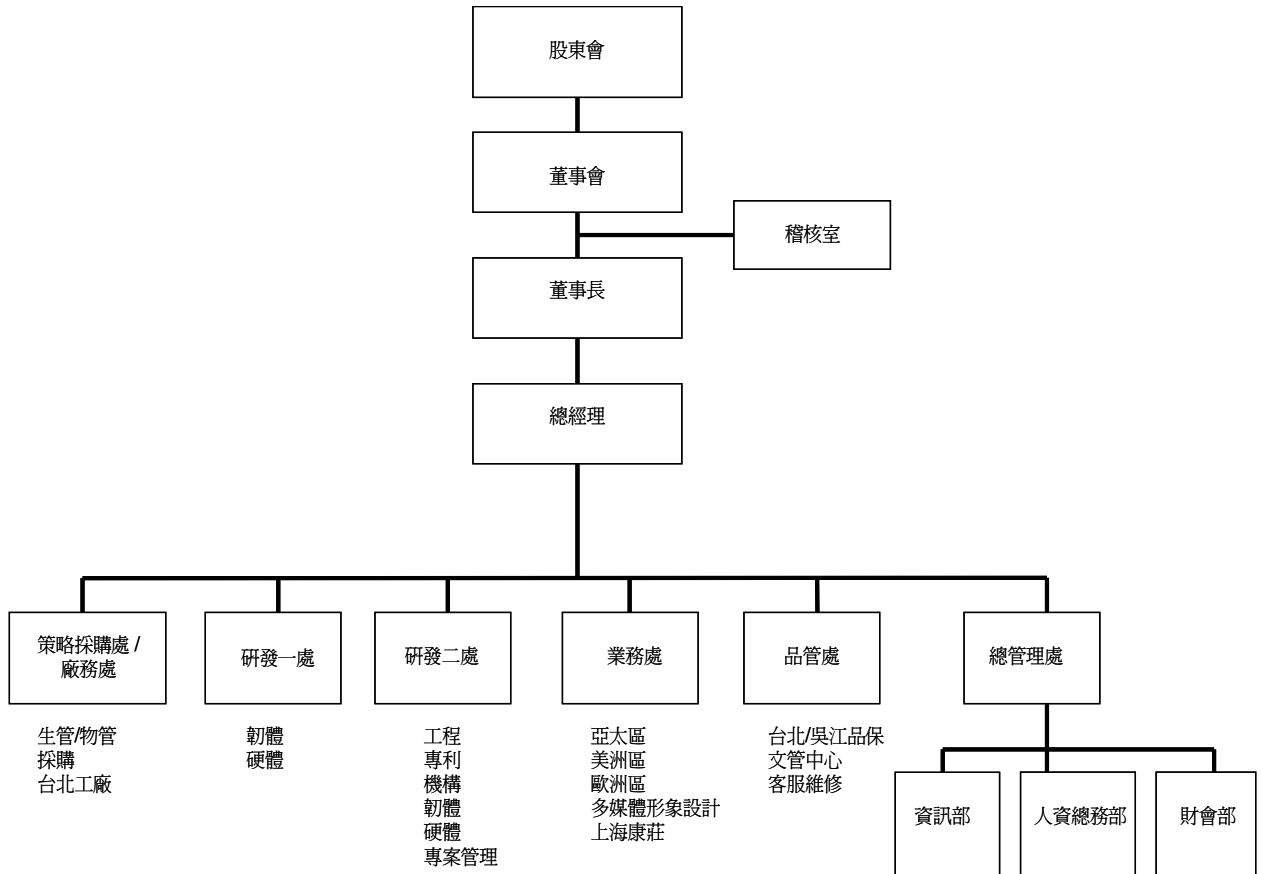 股東會
董事會
稽核室
董事長
總經理
策略採購處 /
廠務處
研發一處
研發二處
業務處
品管處
總管理處
生管/物管
採購
台北工廠
韌體
硬體
工程
專利
機構
韌體
硬體
專案管理
亞太區
美洲區
歐洲區
多媒體形象設計
上海康莊
台北/吳江品保
文管中心
客服維修
資訊部
人資總務部
財會部